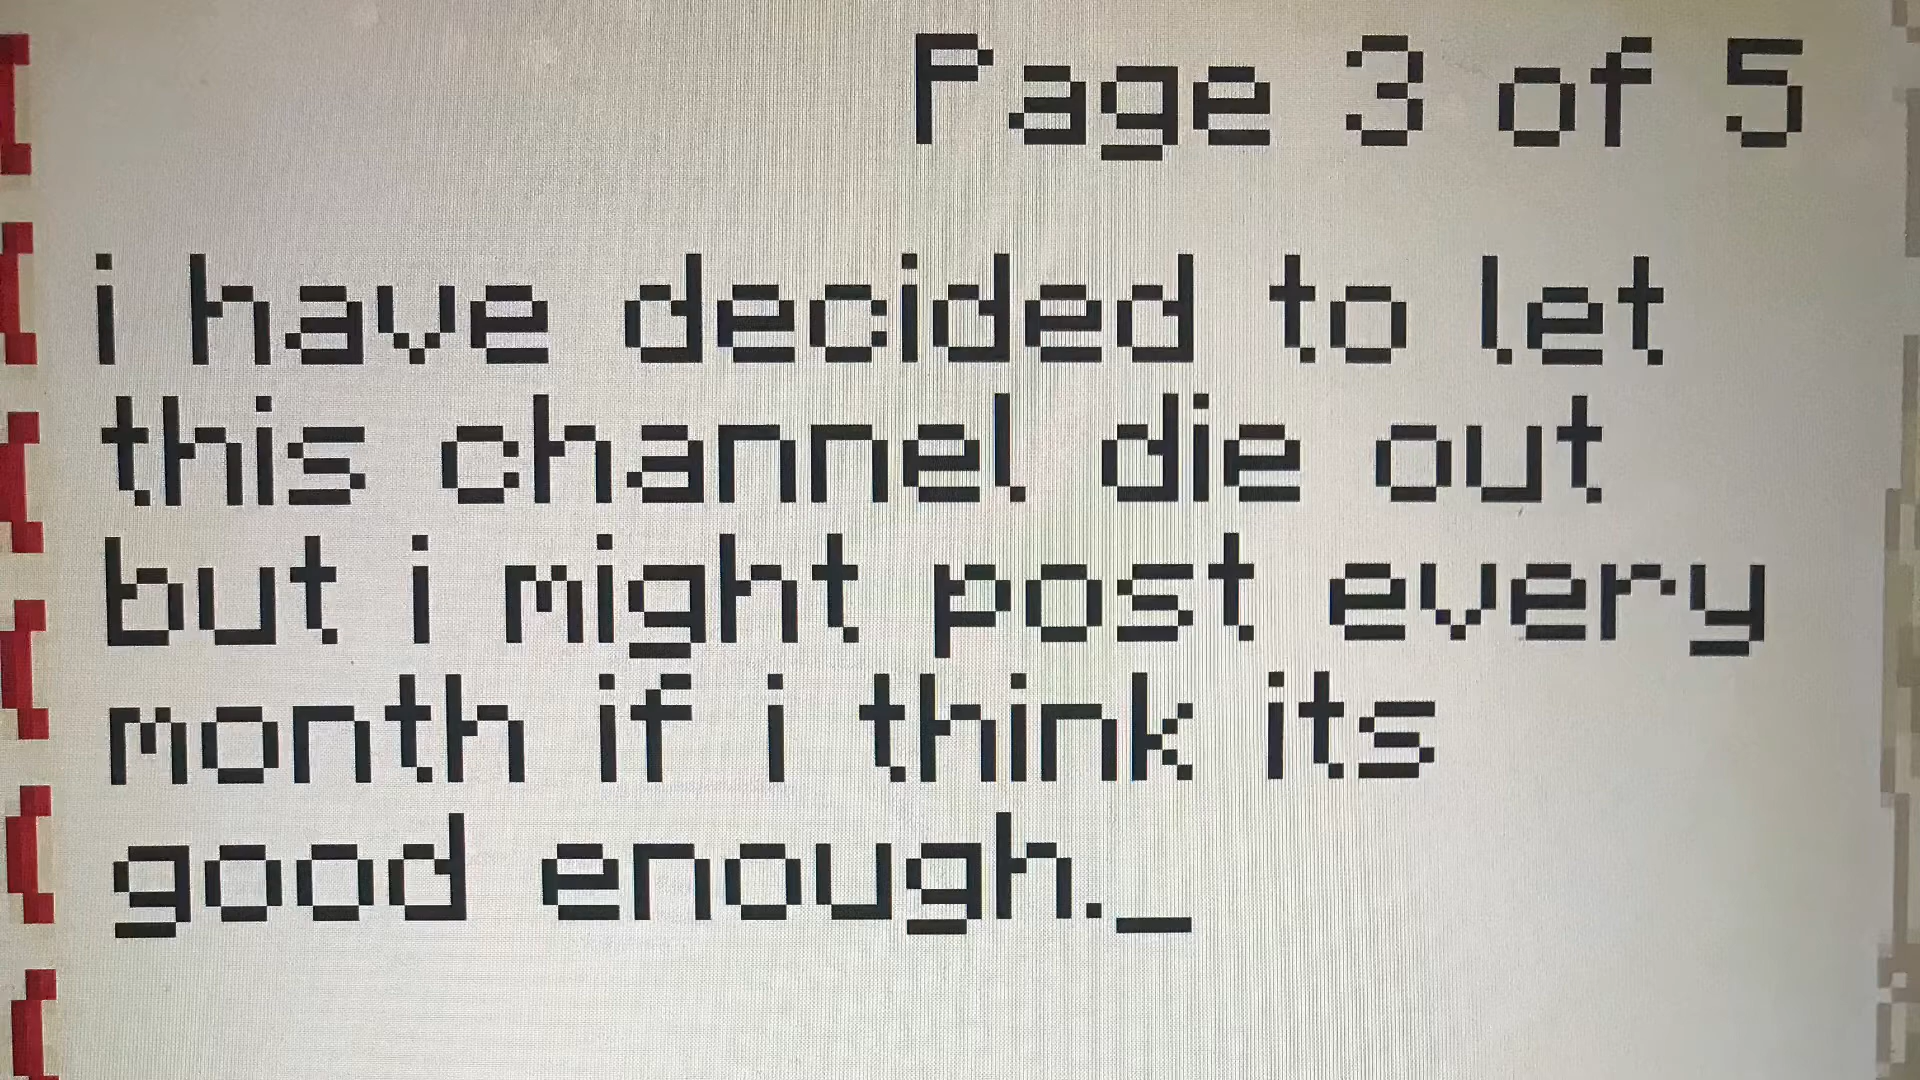 Page 3 of 5
i have decided to let
this channel die out
but i might post every
month if i think its
good enough._